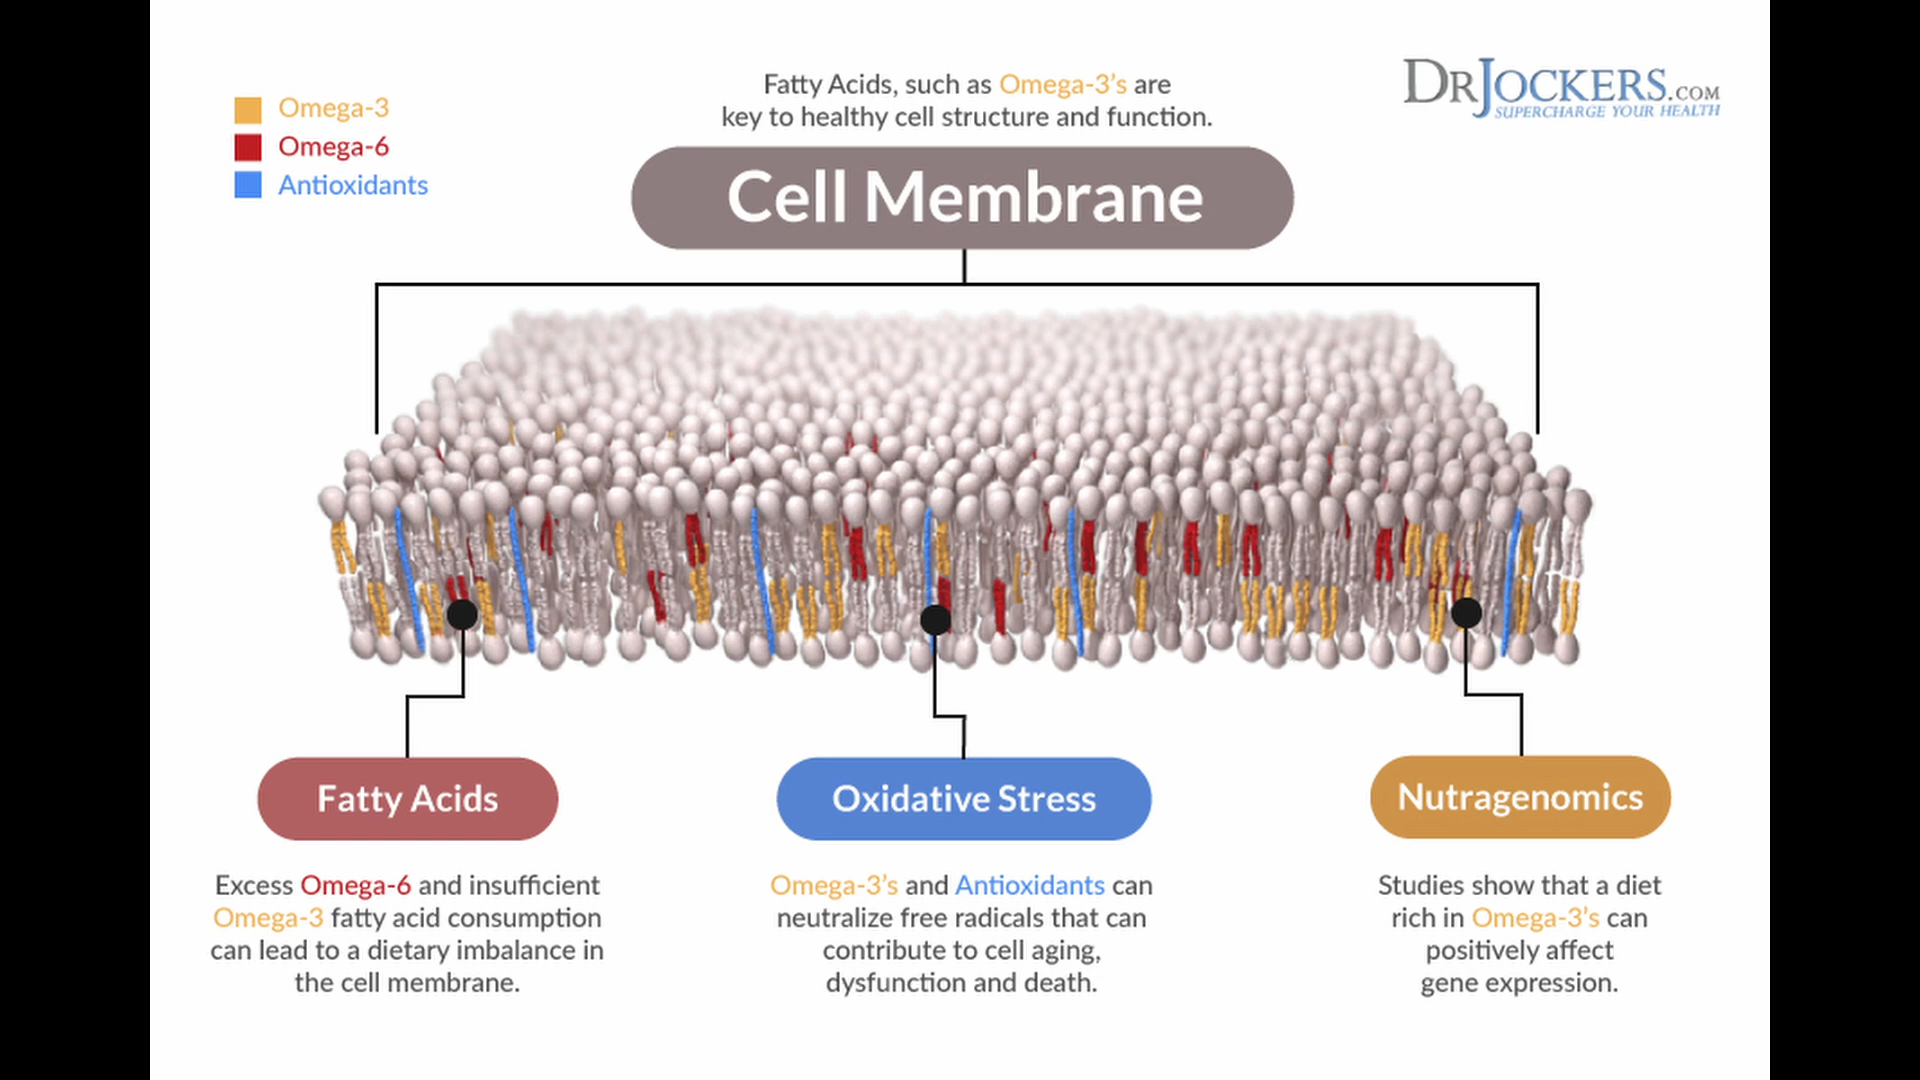 Omega-3
Omega-6
Antioxidants
Fatty Acids, such as Omega-3's are
key to healthy cell structure and function.
DRJOCKERS.COM
SUPERCHARGE YOUR HEALTH
Cell Membrane
Fatty Acids
Excess Omega-6 and insufficient
Omega-3 fatty acid consumption
can lead to a dietary imbalance in
the cell membrane.
Oxidative Stress
Omega-3's and Antioxidants can
neutralize free radicals that can
contribute to cell aging,
dysfunction and death.
Nutragenomics
Studies show that a diet
rich in Omega-3's can
positively affect
gene expression.